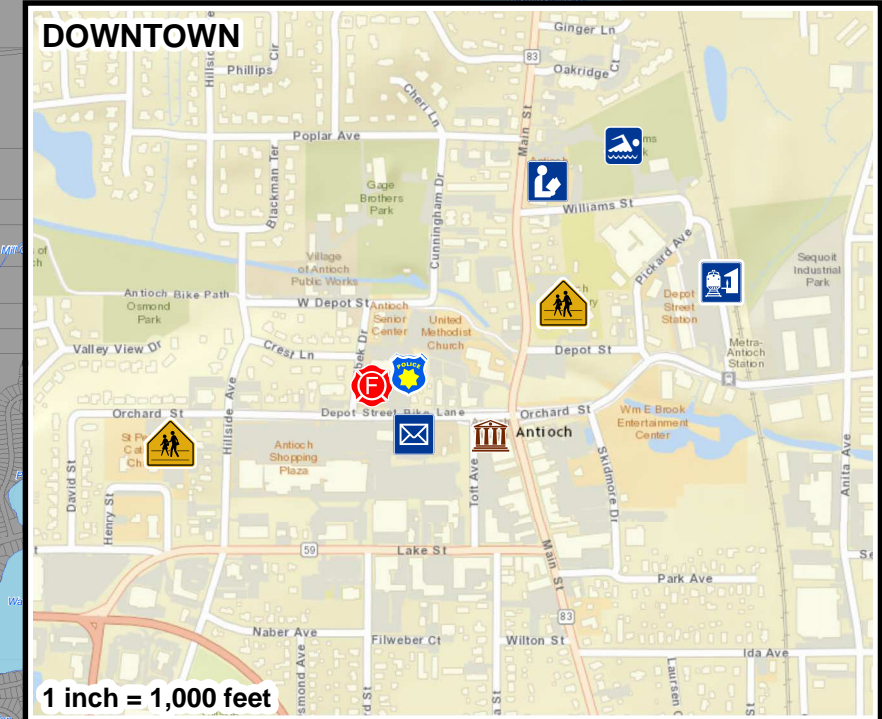 DOWNTOWN
Ginger Ln
83
Oakridge Ct
Phillips
Cir
Cheri Ln
Main St
Poplar Ave
Blackman Ter
Gage
Brothers
Park
Cunningham Dr
Williams St
Pickard Ave
Village
of Antioch
Public Works
Sequoit
Industrial
Park
Antioch Bike Path
Osmond
Park
W Depot St
Antioch
Senior
Center
United
Methodist
Church
Depot
Street
Station
Valley View Dr
Crest Ln
Depot St
Metra-
Antioch
Station
POLICE
F
Hillside Ave
Orchard St
Depot Street Bike Lane
Orchard St
Antioch
Wm E Brook
Entertainment
Center
Antioch
Shopping
Plaza
David St
Henry St
Toft Ave
Skidmore Dr
Anita Ave
59
Lake St
Main St
Park Ave
83
Naber Ave
Filweber Ct
Wilton St
Ida Ave
1 inch = 1,000 feet